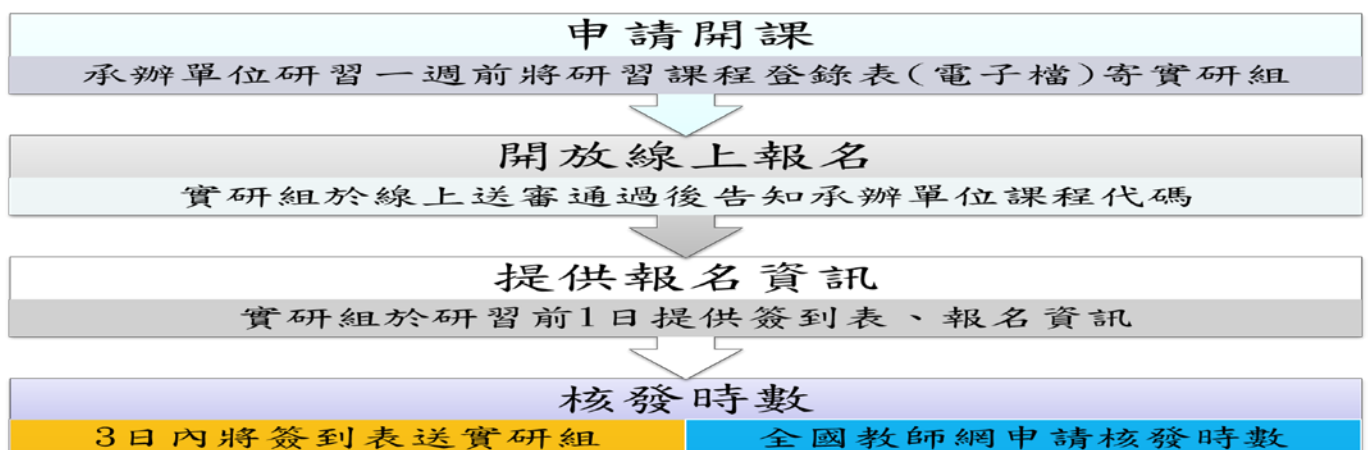 申請開課
承辦單位研習一週前將研習課程登錄表(電子檔)寄實研組
開放線上報名
實研組於線上送審通過後告知承辦單位課程代碼
提供報名資訊
實研組於研習前1日提供簽到表、報名資訊
核發時數
3日內將簽到表送實研組
全國教師網申請核發時數